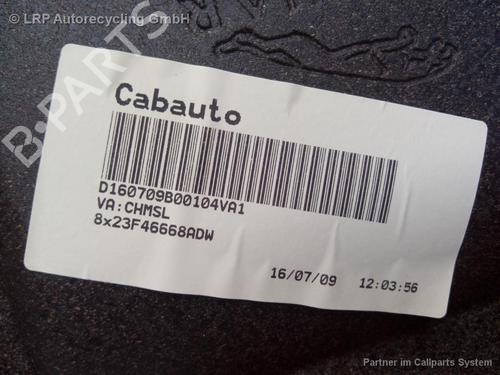 © LRP Autorecycling GmbH
B-PARTS
Cabauto
D160709B00104VA1
VA:CHMSL
8x23F46668ADW
16/07/09 12:03:56
Partner im Callparts System